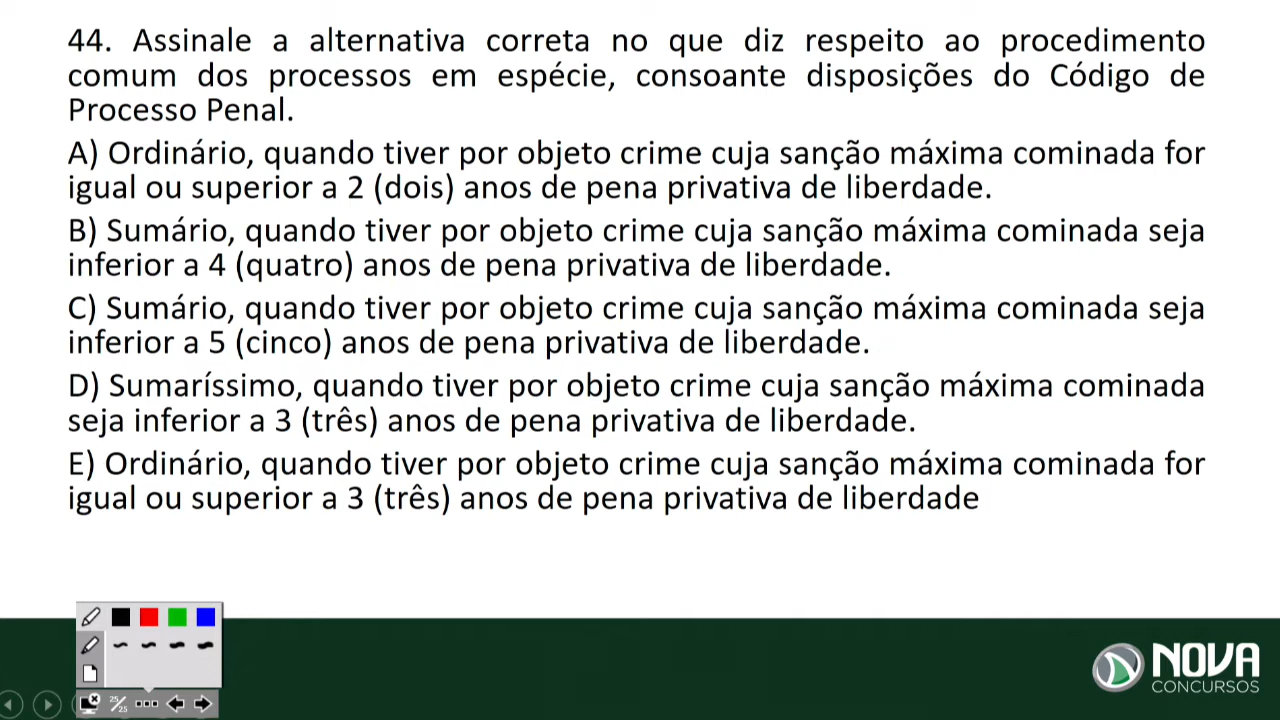 44. Assinale a alternativa correta no que diz respeito ao procedimento
comum dos processos em espécie, consoante disposições do Código de
Processo Penal.
A) Ordinário, quando tiver por objeto crime cuja sanção máxima cominada for
igual ou superior a 2 (dois) anos de pena privativa de liberdade.
B) Sumário, quando tiver por objeto crime cuja sanção máxima cominada seja
inferior a 4 (quatro) anos de pena privativa de liberdade.
C) Sumário, quando tiver por objeto crime cuja sanção máxima cominada seja
inferior a 5 (cinco) anos de pena privativa de liberdade.
D) Sumaríssimo, quando tiver por objeto crime cuja sanção máxima cominada
seja inferior a 3 (três) anos de pena privativa de liberdade.
E) Ordinário, quando tiver por objeto crime cuja sanção máxima cominada for
igual ou superior a 3 (três) anos de pena privativa de liberdade
25/25
NOVA
CONCURSOS